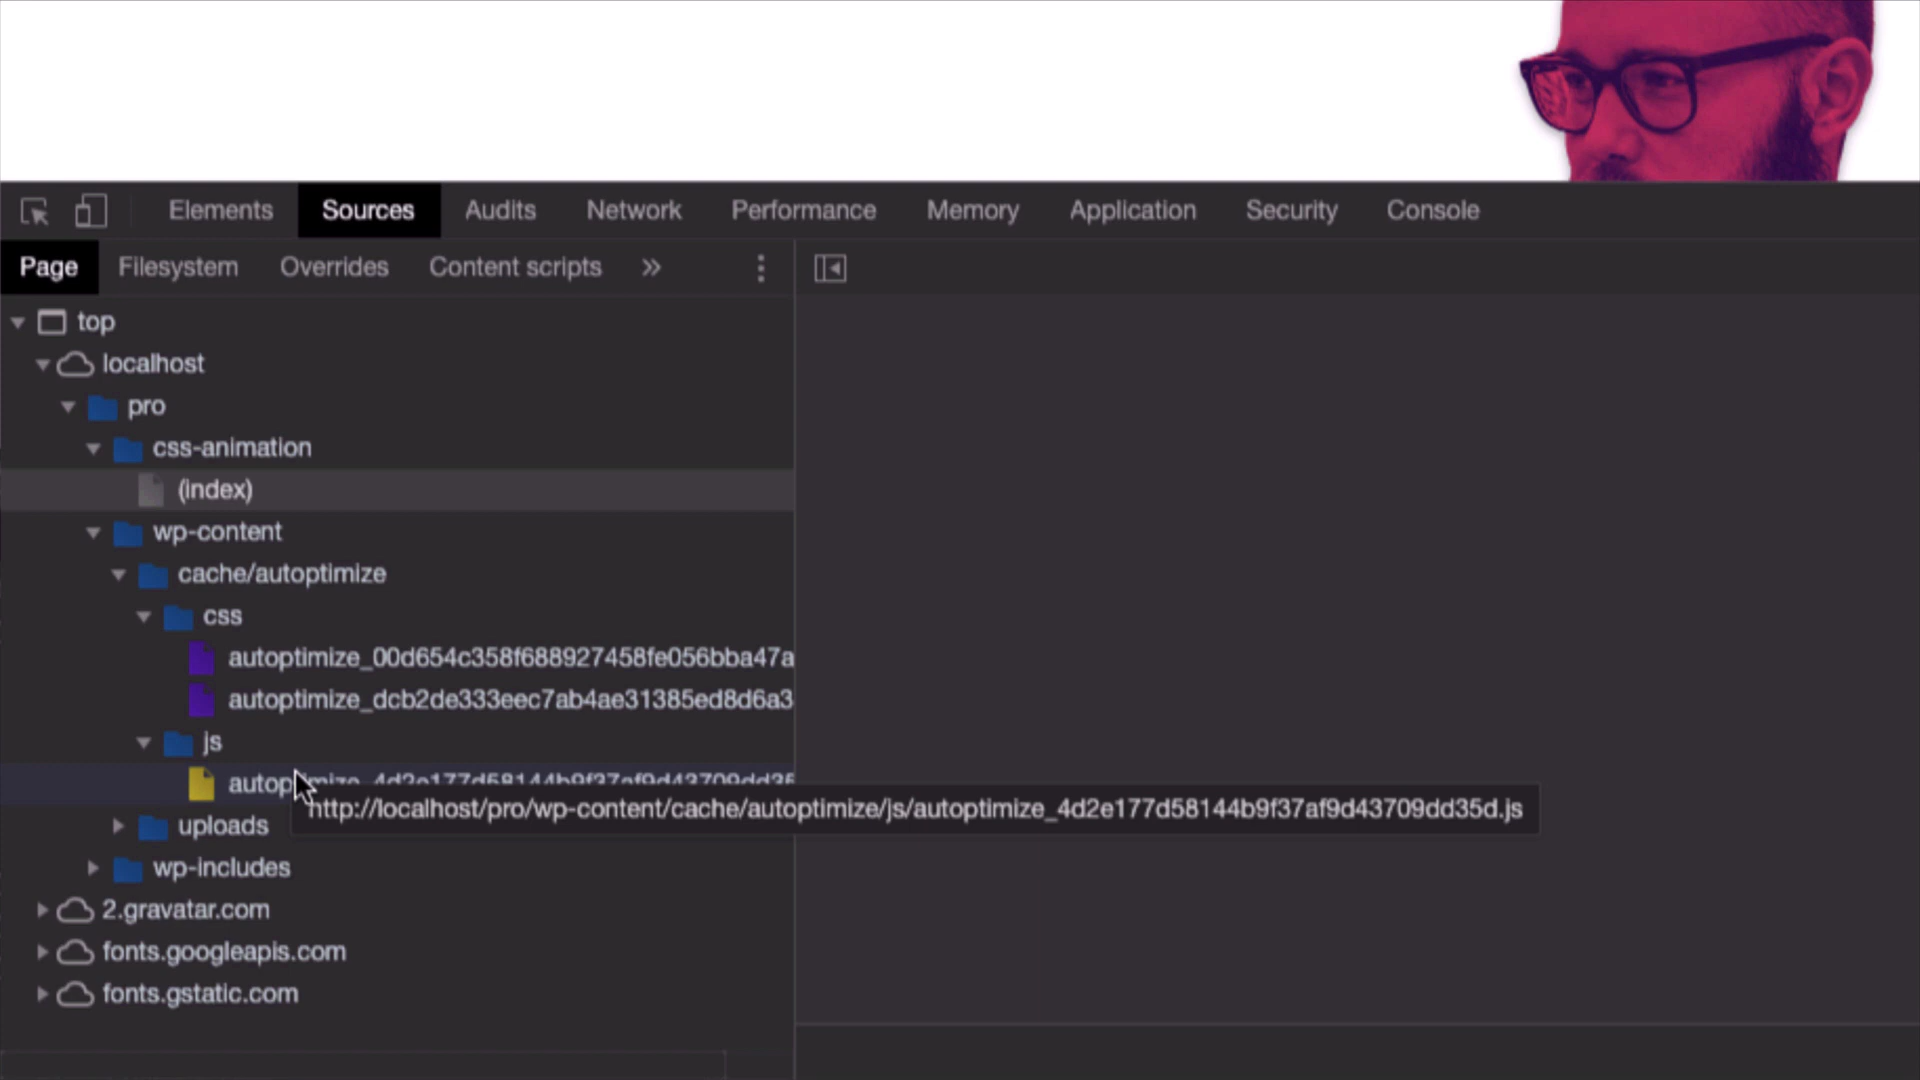 Elements Sources Audits Network Performance Memory Application Security Console
Page Filesystem Overrides Content scripts »
top
localhost
pro
css-animation
(index)
wp-content
cache/autoptimize
css
autoptimize_00d654c358f688927458fe056bba47a
autoptimize_dcb2de333eec7ab4ae31385ed8d6a3
js
autoptimize_4d2e177d58144b9f37af9d43709dd35
http://localhost/pro/wp-content/cache/autoptimize/js/autoptimize_4d2e177d58144b9f37af9d43709dd35d.js
uploads
wp-includes
2.gravatar.com
fonts.googleapis.com
fonts.gstatic.com